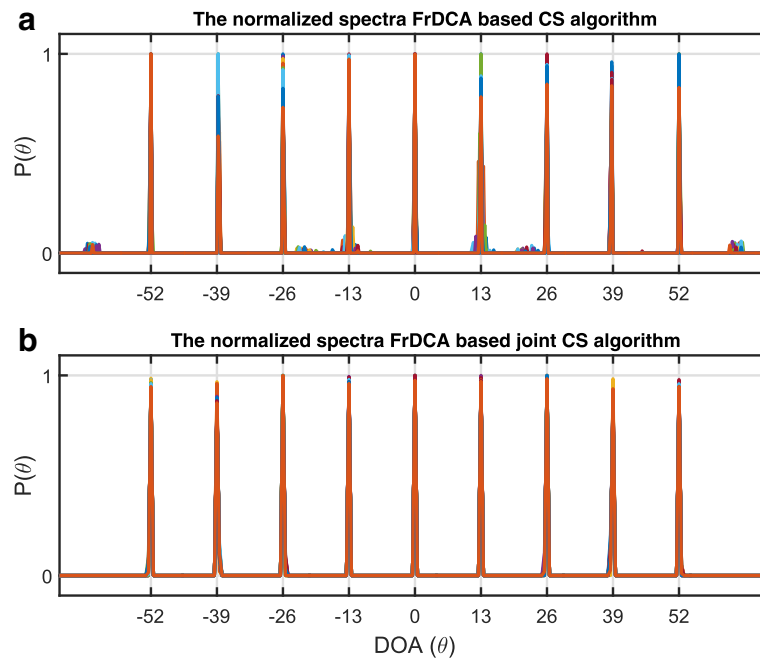 a
The normalized spectra FrDCA based CS algorithm
1
P(θ)
0
-52 -39 -26 -13 0 13 26 39 52
b
The normalized spectra FrDCA based joint CS algorithm
1
P(θ)
0
-52 -39 -26 -13 0 13 26 39 52
DOA (θ)